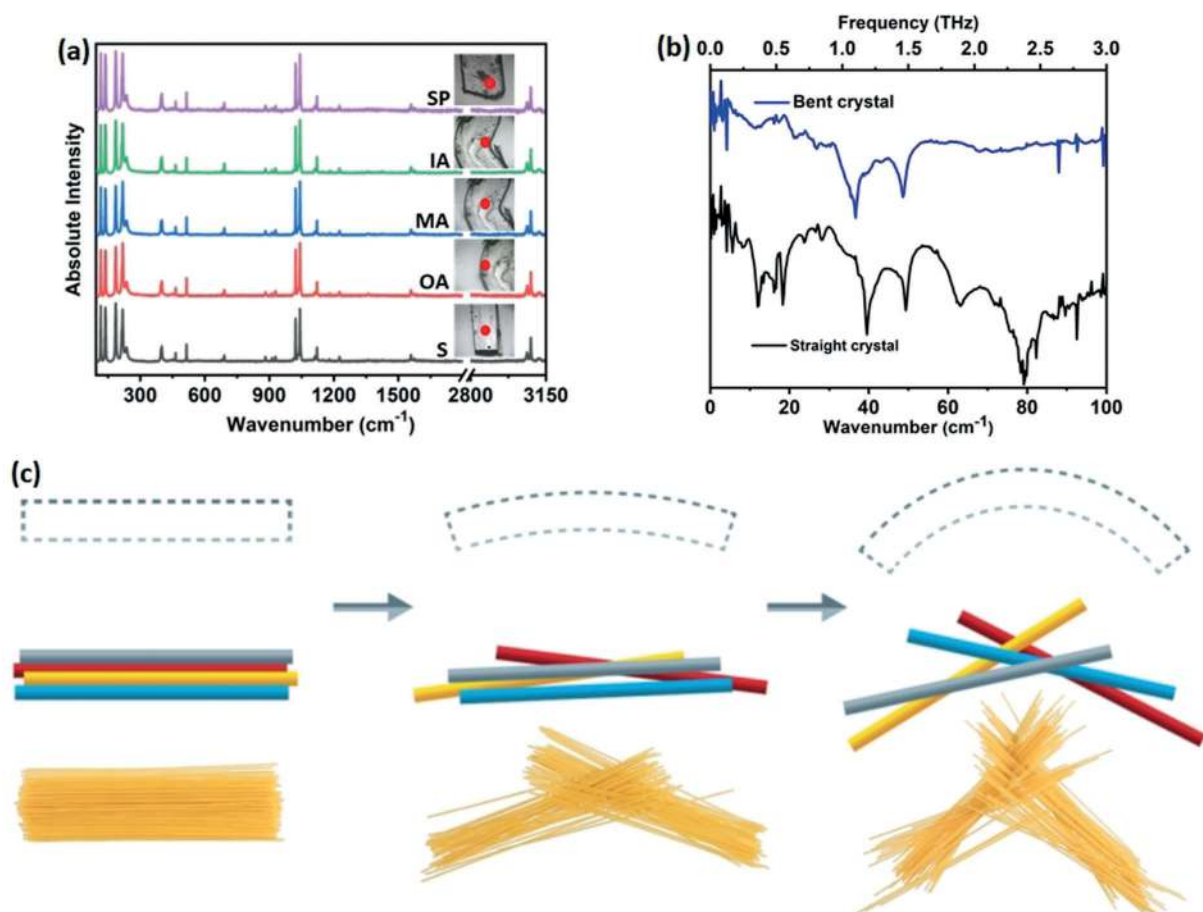 (a)
Absolute Intensity
SP
IA
MA
OA
S
300 600 900 1200 1500 2800 3150
Wavenumber (cm-1)
(b)
Frequency (THz)
0.0 0.5 1.0 1.5 2.0 2.5 3.0
Bent crystal
Straight crystal
0 20 40 60 80 100
Wavenumber (cm-1)
(c)